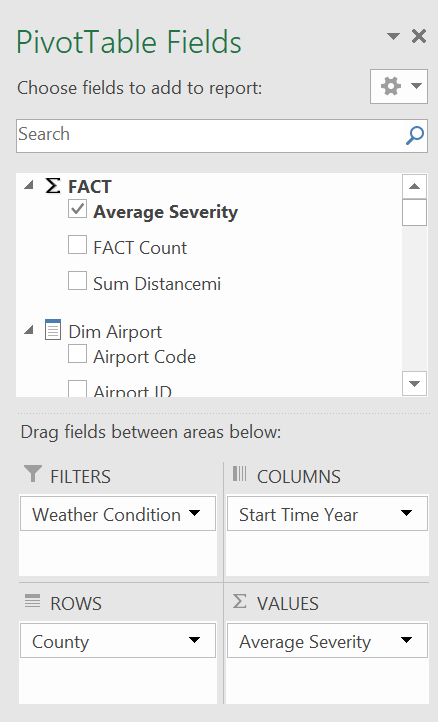 PivotTable Fields
Choose fields to add to report:
Search
Σ FACT
Average Severity
FACT Count
Sum Distancemi
Dim Airport
Airport Code
Airport ID
Drag fields between areas below:
FILTERS
COLUMNS
Weather Condition
Start Time Year
ROWS
Σ VALUES
County
Average Severity